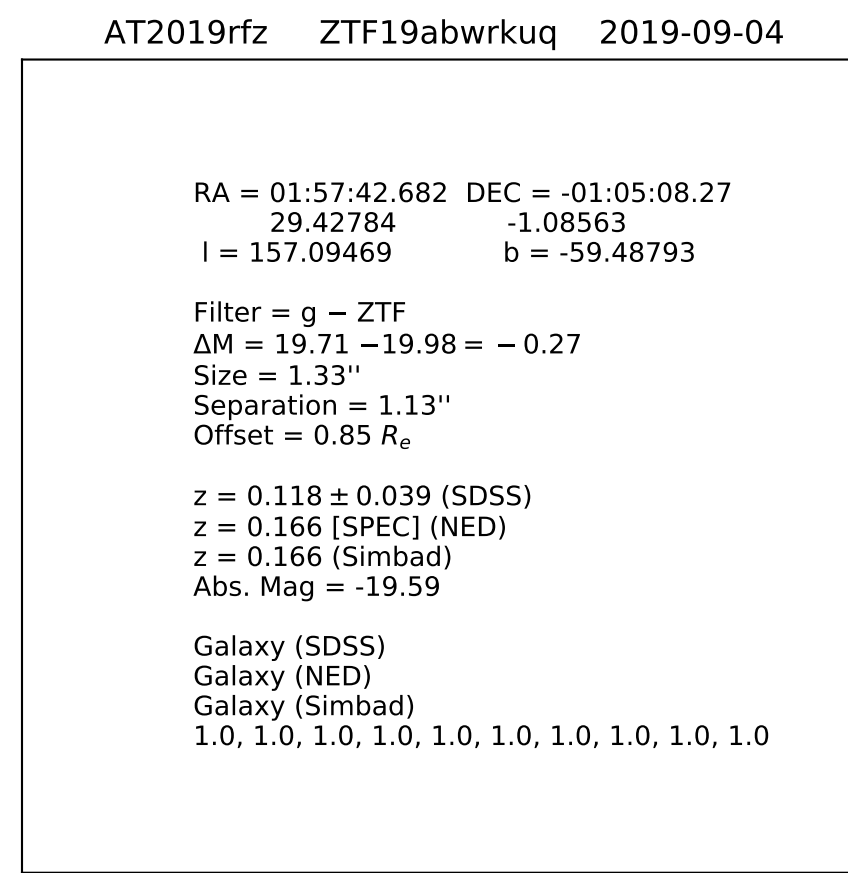 AT2019rfz ZTF19abwrkuq 2019-09-04
RA = 01:57:42.682 DEC = -01:05:08.27
29.42784 -1.08563
l = 157.09469 b = -59.48793
Filter = g − ZTF
ΔM = 19.71 −19.98 = − 0.27
Size = 1.33''
Separation = 1.13''
Offset = 0.85 Rₑ
z = 0.118 ± 0.039 (SDSS)
z = 0.166 [SPEC] (NED)
z = 0.166 (Simbad)
Abs. Mag = -19.59
Galaxy (SDSS)
Galaxy (NED)
Galaxy (Simbad)
1.0, 1.0, 1.0, 1.0, 1.0, 1.0, 1.0, 1.0, 1.0, 1.0